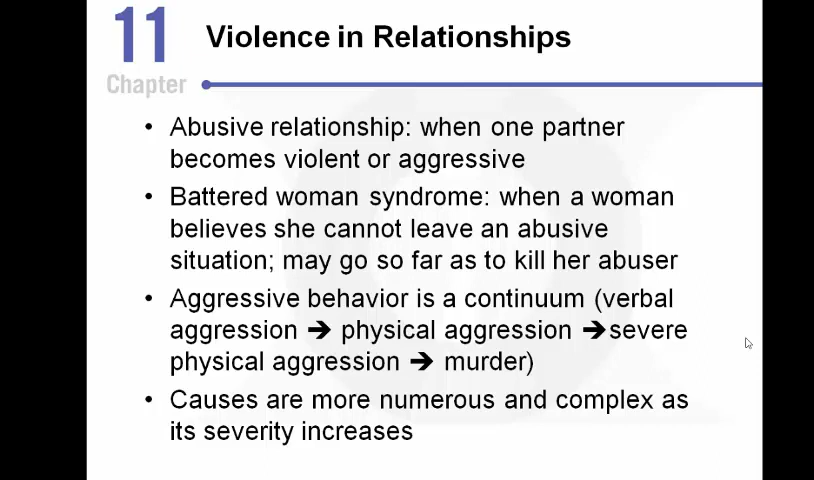 11
Chapter
Violence in Relationships
• Abusive relationship: when one partner
becomes violent or aggressive
• Battered woman syndrome: when a woman
believes she cannot leave an abusive
situation; may go so far as to kill her abuser
• Aggressive behavior is a continuum (verbal
aggression ➔ physical aggression ➔severe
physical aggression ➔ murder)
• Causes are more numerous and complex as
its severity increases